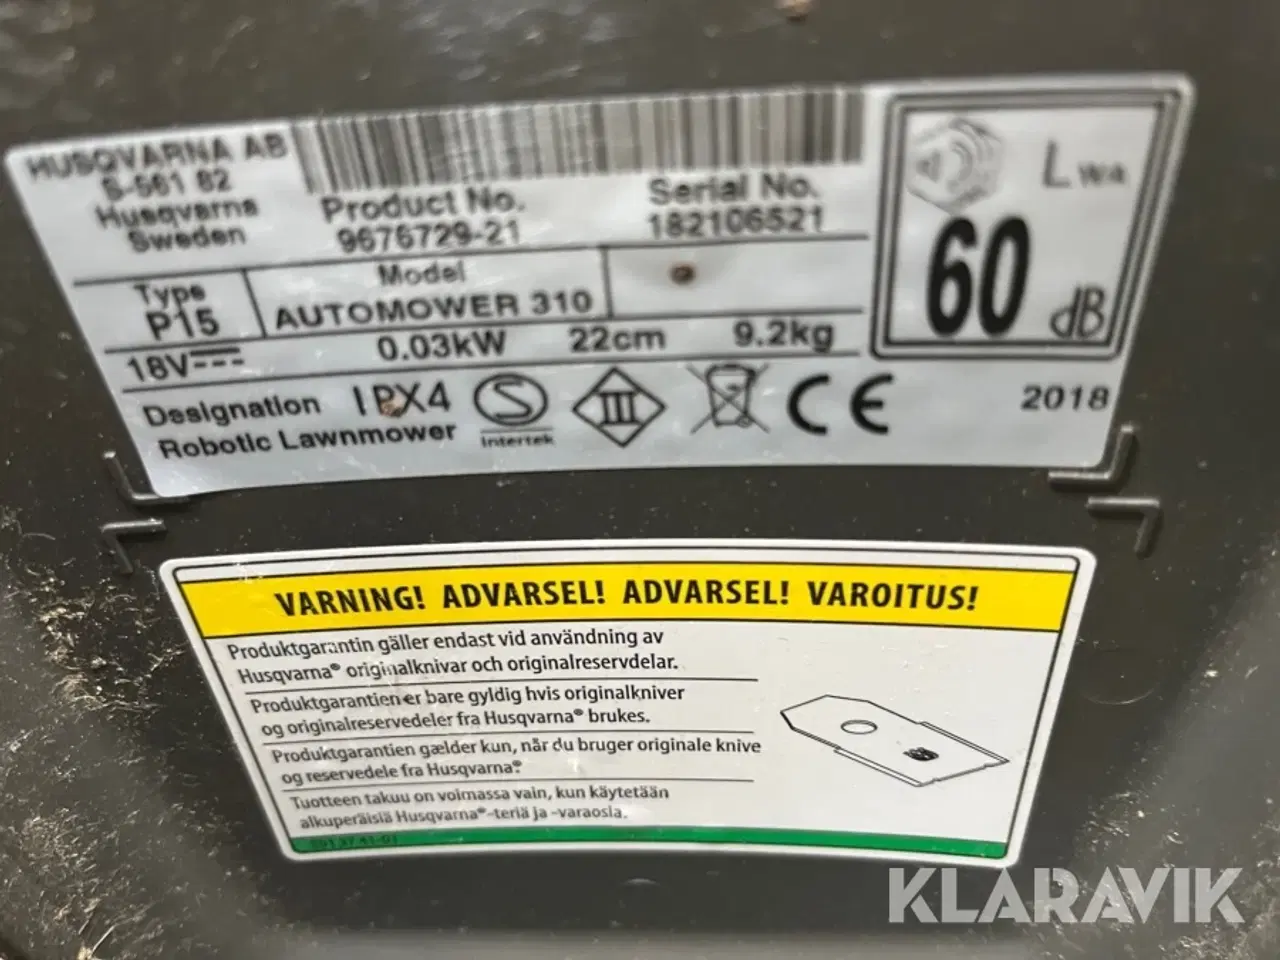 HUSQVARNA AB
S-561 82
Husqvarna
Sweden
Product No.
9676729-21
Serial No.
182106521
Type
P15
Model
AUTOMOWER 310
18V
0.03kW
22cm
9.2kg
Designation
Robotic Lawnmower
IPX4
S
Intertek
III
CE
LWA
60
dB
2018
VARNING! ADVARSEL! ADVARSEL! VAROITUS!
Produktgarantin gäller endast vid användning av
Husqvarna® originalknivar och originalreservdelar.
Produktgarantien er bare gyldig hvis originalkniver
og originalreservedeler fra Husqvarna® brukes.
Produktgarantien gælder kun, når du bruger originale knive
og reservedele fra Husqvarna®.
Tuotteen takuu on voimassa vain, kun käytetään
alkuperäisiä Husqvarna®-teriä ja -varaosia.
KLARAVIK